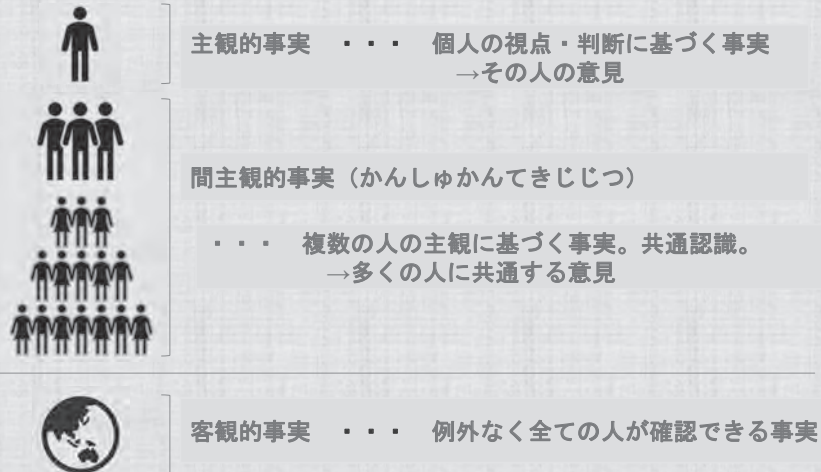 主観的事実 ・・・ 個人の視点・判断に基づく事実
→その人の意見
間主観的事実（かんしゅかんてきじじつ）
・・・ 複数の人の主観に基づく事実。共通認識。
→多くの人に共通する意見
客観的事実 ・・・ 例外なく全ての人が確認できる事実